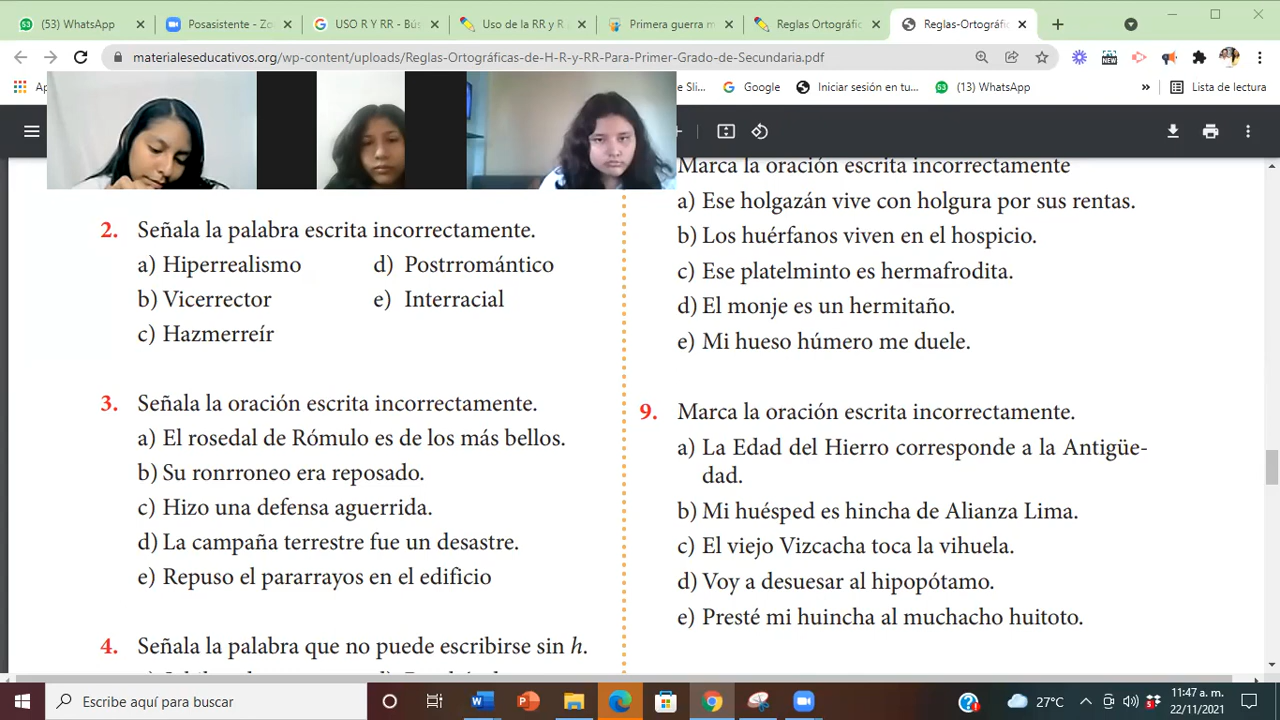 (53) WhatsApp
Posasistente - Zo
USO R Y RR - Bús
Uso de la RR y R
Primera guerra m
Reglas Ortográfic
Reglas-Ortográfi
materialeseducativos.org/wp-content/uploads/Reglas-Ortográficas-de-H-R-y-RR-Para-Primer-Grado-de-Secundaria.pdf
Ap
de Sli...
Google
Iniciar sesión en tu...
(13) WhatsApp
»
Lista de lectura
2. Señala la palabra escrita incorrectamente.
a) Hiperrealismo
d) Postrromántico
b) Vicerrector
e) Interracial
c) Hazmerreír
3. Señala la oración escrita incorrectamente.
a) El rosedal de Rómulo es de los más bellos.
b) Su ronrroneo era reposado.
c) Hizo una defensa aguerrida.
d) La campaña terrestre fue un desastre.
e) Repuso el pararrayos en el edificio
4. Señala la palabra que no puede escribirse sin h.
Marca la oración escrita incorrectamente
a) Ese holgazán vive con holgura por sus rentas.
b) Los huérfanos viven en el hospicio.
c) Ese platelminto es hermafrodita.
d) El monje es un hermitaño.
e) Mi hueso húmero me duele.
9. Marca la oración escrita incorrectamente.
a) La Edad del Hierro corresponde a la Antigüe-
dad.
b) Mi huésped es hincha de Alianza Lima.
c) El viejo Vizcacha toca la vihuela.
d) Voy a desuesar al hipopótamo.
e) Presté mi huincha al muchacho huitoto.
Escribe aquí para buscar
27°C
11:47 a. m.
22/11/2021